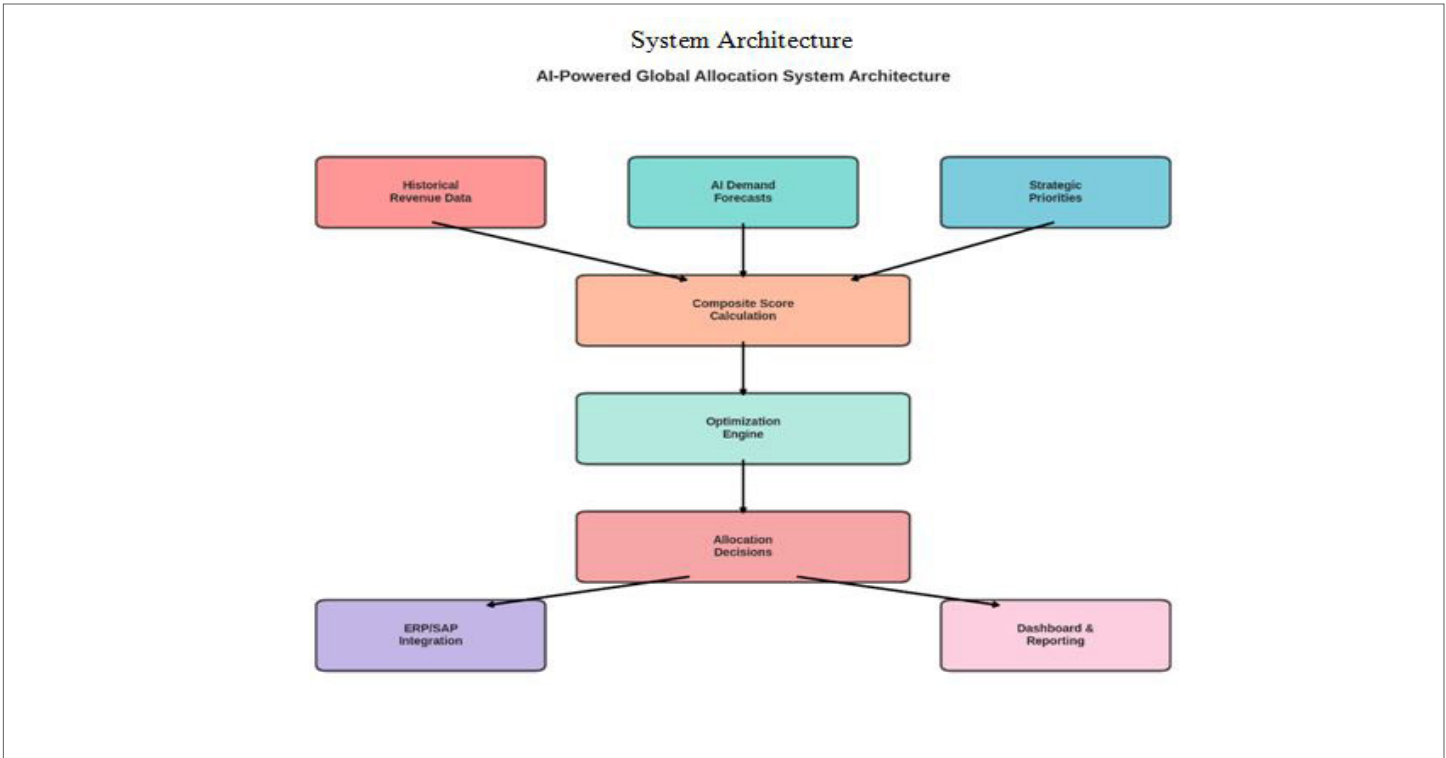 System Architecture
AI-Powered Global Allocation System Architecture
Historical
Revenue Data
AI Demand
Forecasts
Strategic
Priorities
Composite Score
Calculation
Optimization
Engine
Allocation
Decisions
ERP/SAP
Integration
Dashboard &
Reporting